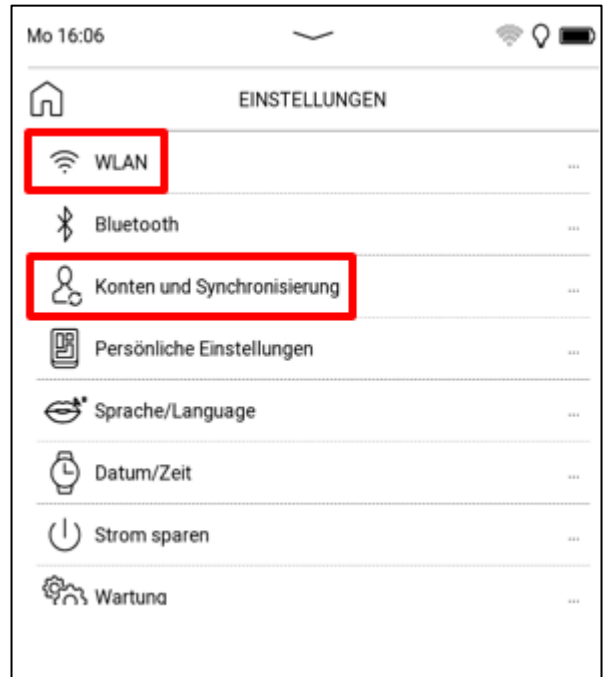 Mo 16:06
EINSTELLUNGEN
WLAN ...
Bluetooth ...
Konten und Synchronisierung ...
Persönliche Einstellungen ...
Sprache/Language ...
Datum/Zeit ...
Strom sparen ...
Wartung ...